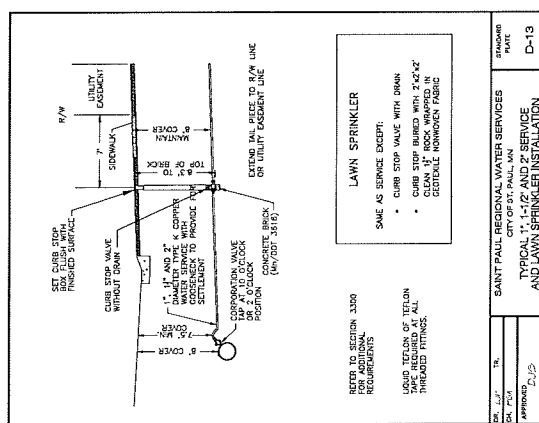 UTILITY
EASEMENT
R/W
7'
SIDEWALK
MAINTAIN
8' COVER
8.3' TO
TOP OF BRICK
EXTEND TAIL PIECE TO R/W LINE
OR UTILITY EASEMENT LINE
SET CURB STOP
BOX FLUSH WITH
FINISHED SURFACE
CURB STOP VALVE
WITHOUT DRAIN
1", 1½" AND 2"
DIAMETER TYPE K COPPER
WATER SERVICE WITH
GOOSENECK TO PROVIDE FOR
SETTLEMENT
CORPORATION VALVE
TAP AT 10 O'CLOCK
OR 2 O'CLOCK
POSITION
CONCRETE BRICK
(MN/DOT 3616)
7.5' MIN.
COVER
8' COVER
LAWN SPRINKLER
SAME AS SERVICE EXCEPT:
• CURB STOP VALVE WITH DRAIN
• CURB STOP BURIED WITH 2'x2'x2'
CLEAN 1½" ROCK WRAPPED IN
GEOTEXTILE NONWOVEN FABRIC
REFER TO SECTION 3300
FOR ADDITIONAL
REQUIREMENTS
LIQUID TEFLON OF TEFLON
TAPE REQUIRED AT ALL
THREADED FITTINGS.
DR.
TR.
CH.
APPROVED
SAINT PAUL REGIONAL WATER SERVICES
CITY OF ST. PAUL, MN
TYPICAL 1", 1-1/2" AND 2" SERVICE
AND LAWN SPRINKLER INSTALLATION
STANDARD
PLATE
D-13